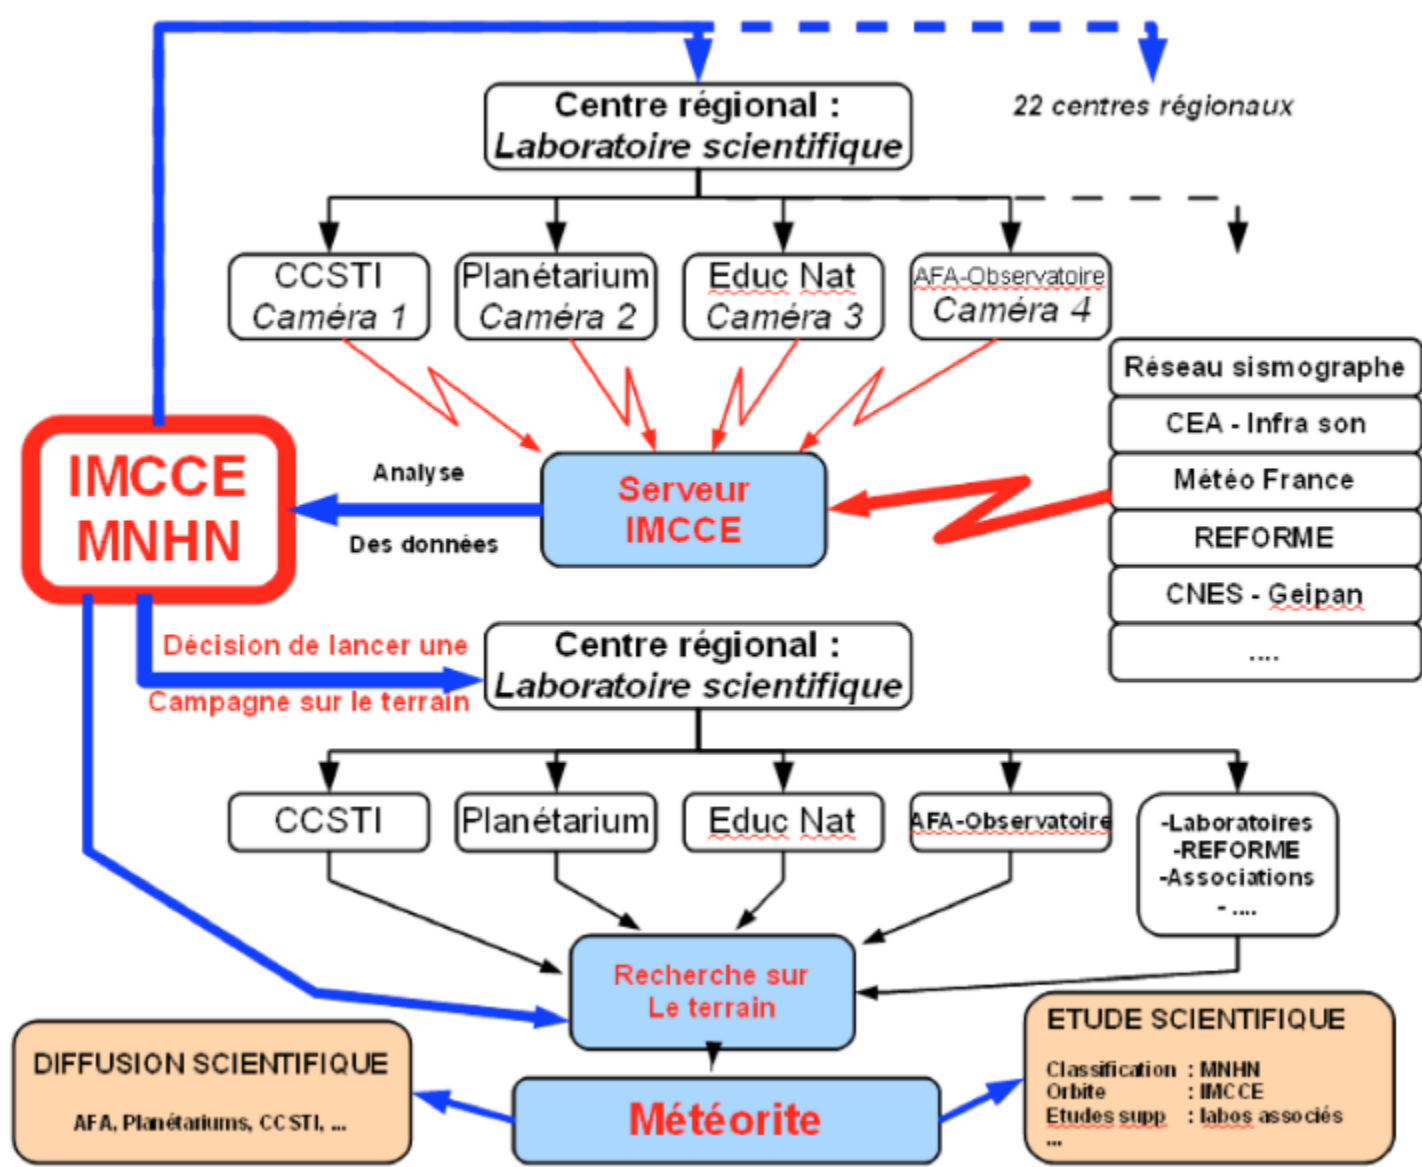 Centre régional :
Laboratoire scientifique
22 centres régionaux
CCSTI
Caméra 1
Planétarium
Caméra 2
Educ Nat
Caméra 3
AFA-Observatoire
Caméra 4
Réseau sismographe
CEA - Infra son
Météo France
REFORME
CNES - Geipan
....
IMCCE
MNHN
Analyse
Des données
Serveur
IMCCE
Décision de lancer une
Campagne sur le terrain
Centre régional :
Laboratoire scientifique
CCSTI
Planétarium
Educ Nat
AFA-Observatoire
-Laboratoires
-REFORME
-Associations
- ....
Recherche sur
Le terrain
DIFFUSION SCIENTIFIQUE
AFA, Planétariums, CCSTI, ...
Météorite
ETUDE SCIENTIFIQUE
Classification : MNHN
Orbite : IMCCE
Etudes supp : labos associés
...